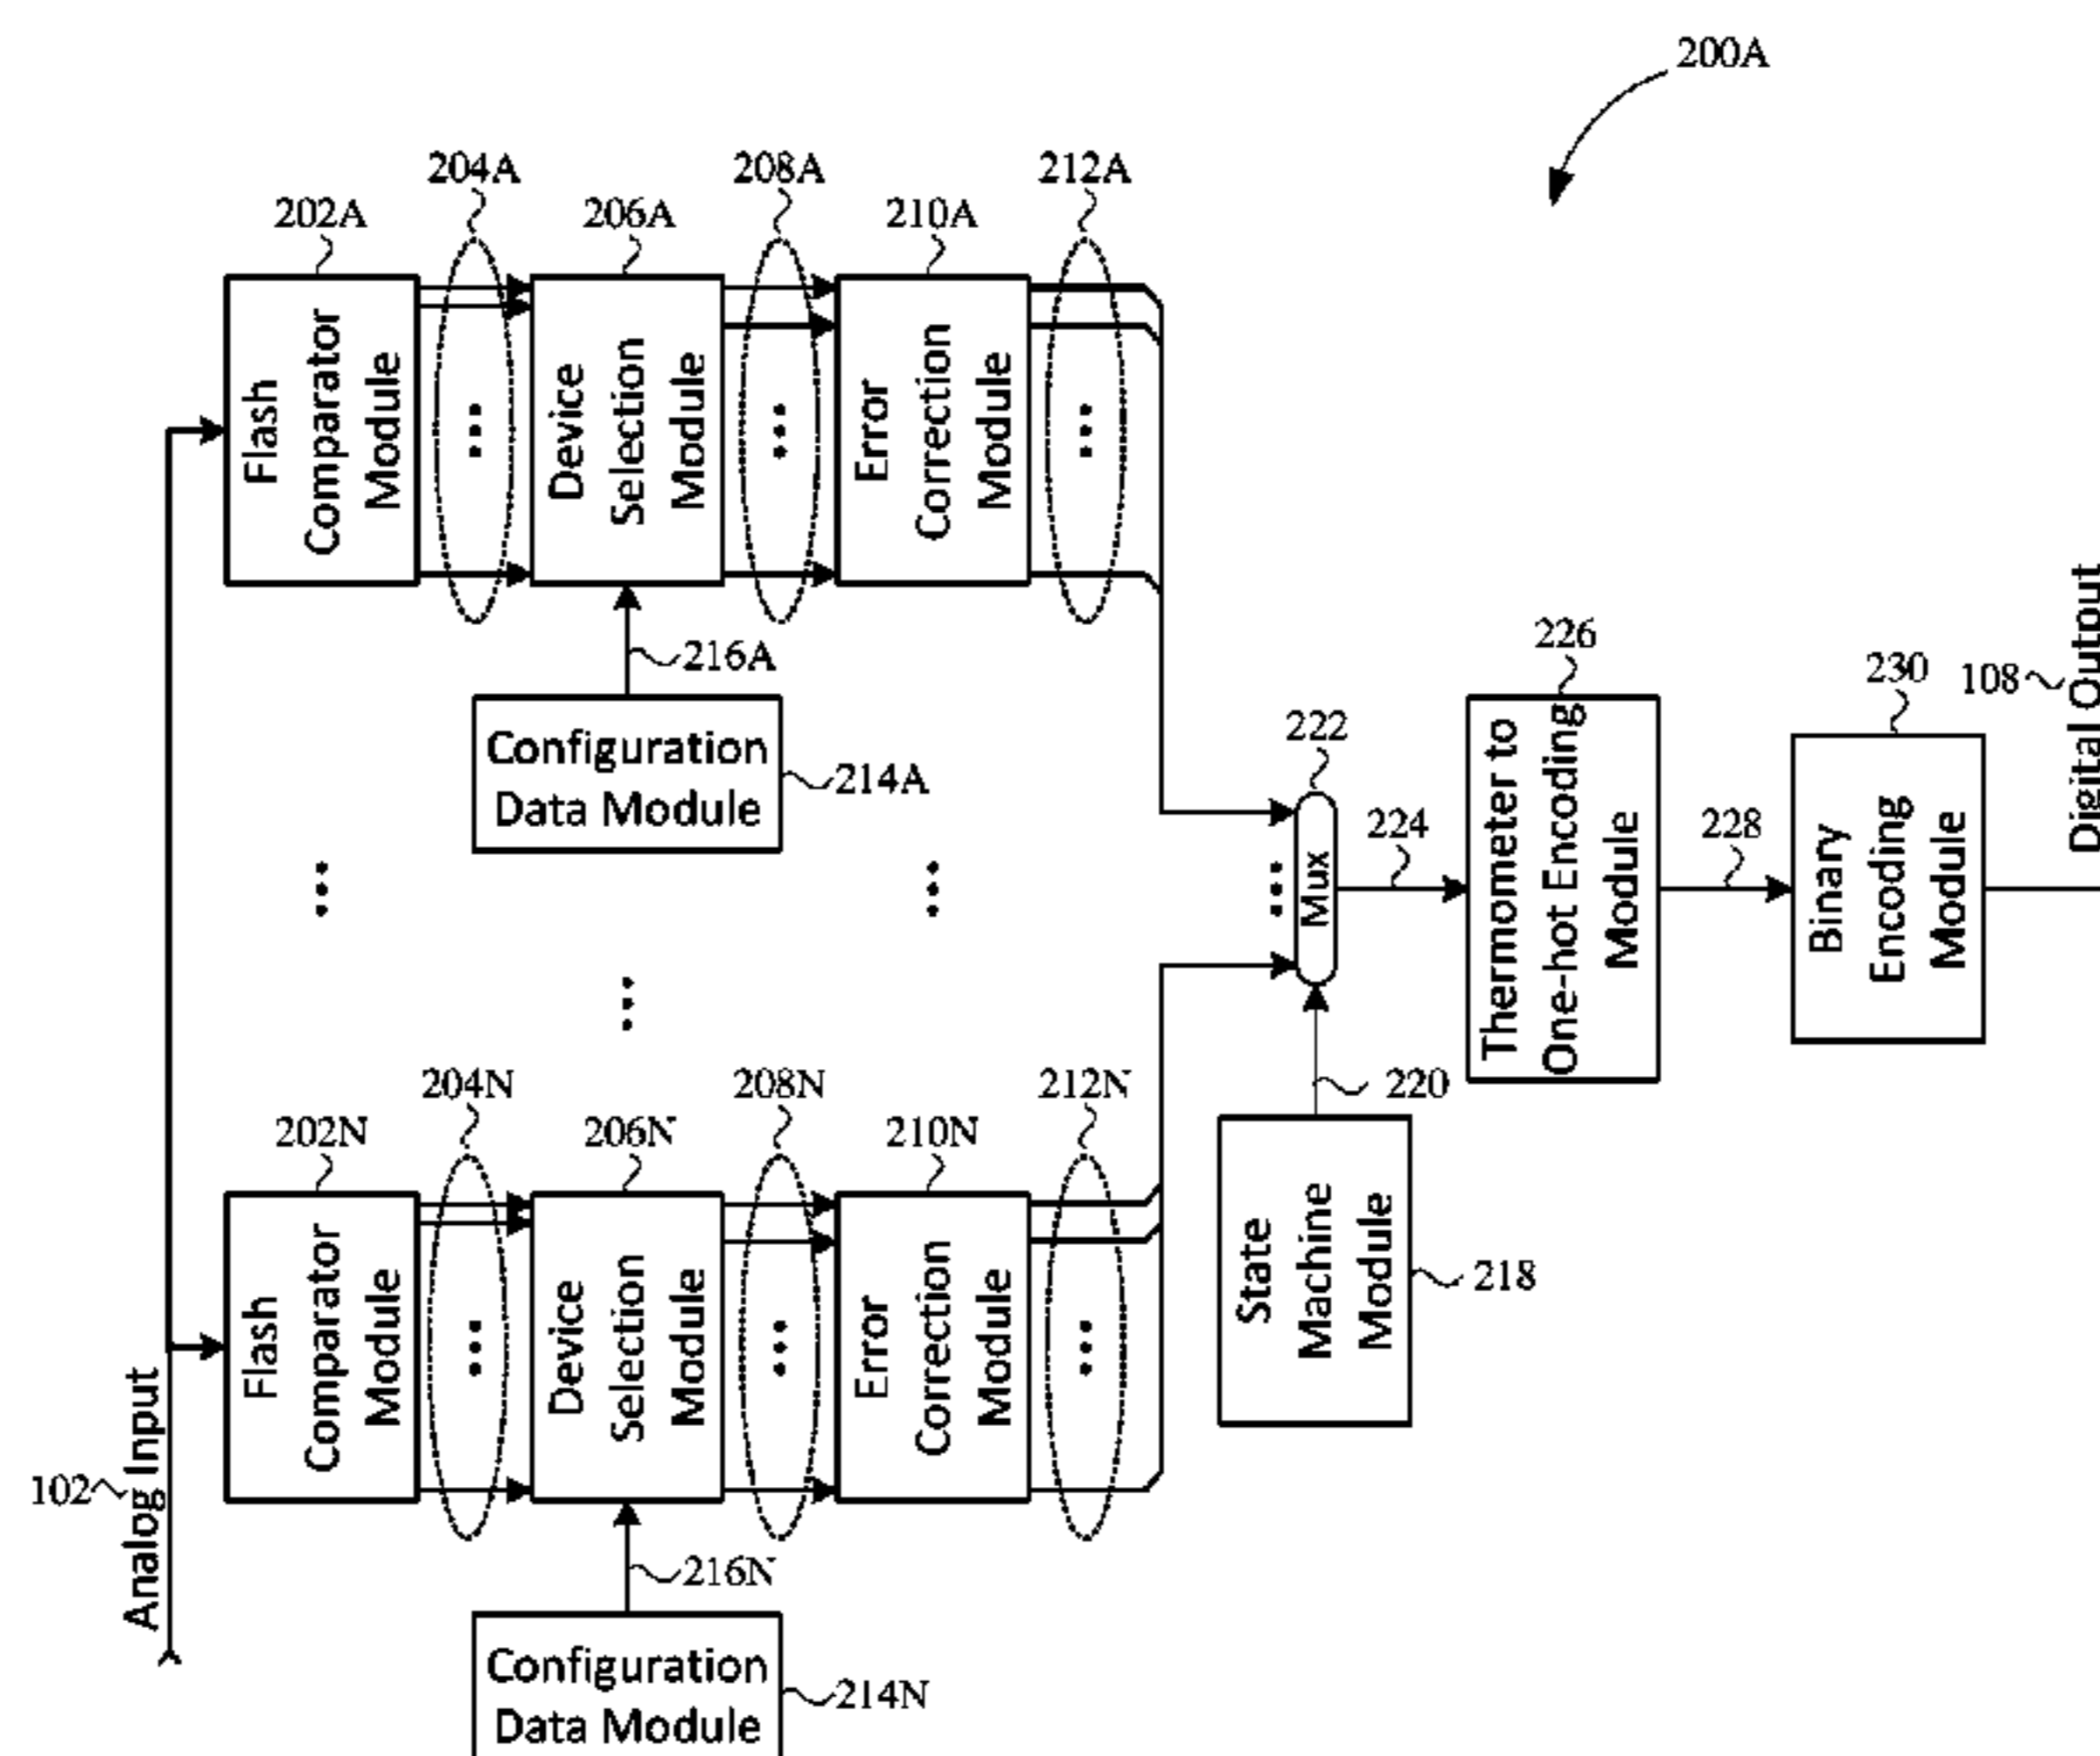 200A
204A
208A
212A
202A
206A
210A
Flash
Comparator
Module
Device
Selection
Module
Error
Correction
Module
216A
Configuration
Data Module
214A
222
Mux
224
226
Thermometer to
One-hot Encoding
Module
228
230
Binary
Encoding
Module
108
Digital Output
220
State
Machine
Module
218
204N
208N
212N
202N
206N
210N
Flash
Comparator
Module
Device
Selection
Module
Error
Correction
Module
102
Analog Input
216N
Configuration
Data Module
214N